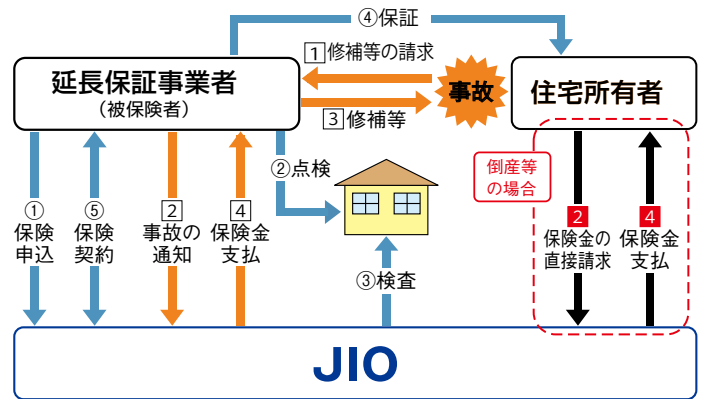 ④保証
1修補等の請求
延長保証事業者
（被保険者）
事故
住宅所有者
3修補等
②点検
倒産等
の場合
①
保険
申込
⑤
保険
契約
2
事故の
通知
4
保険金
支払
③検査
2
保険金の
直接請求
4
保険金
支払
JIO